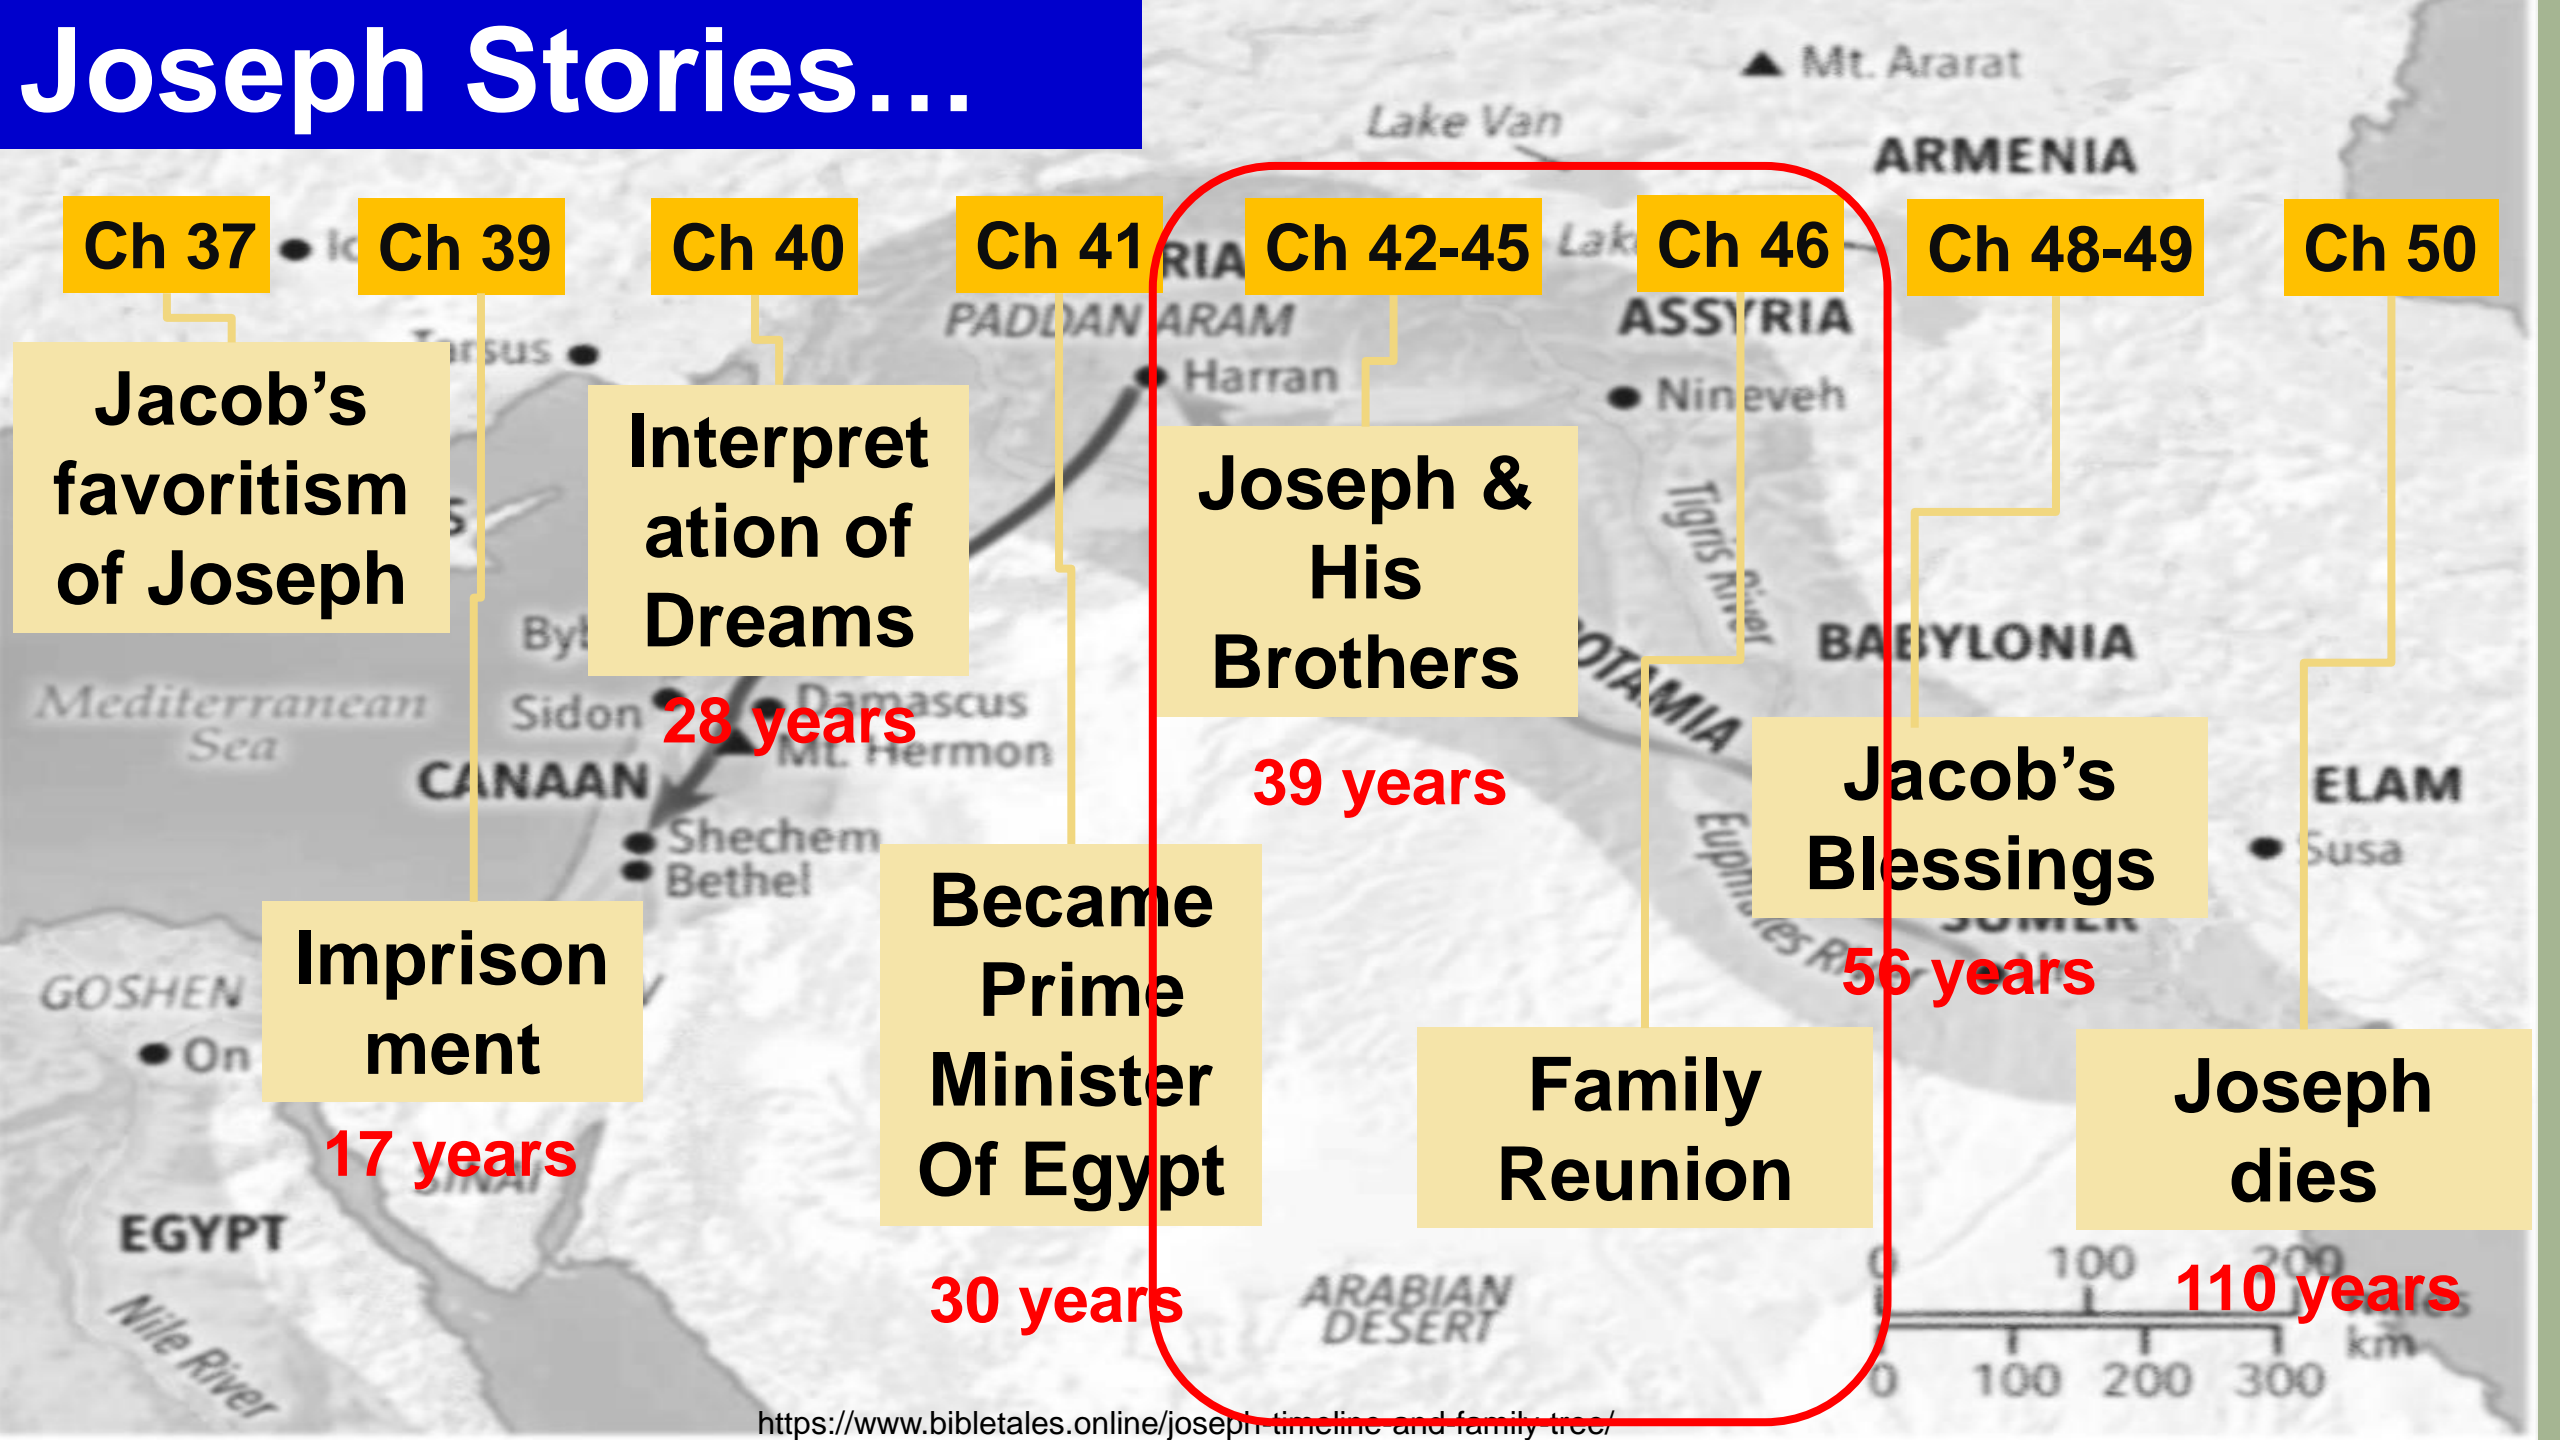 Joseph Stories…
Mt. Ararat
Lake Van
ARMENIA
Ch 37
Ch 39
Ch 40
Ch 41
Ch 42-45
Ch 46
Ch 48-49
Ch 50
PADDAN ARAM
ASSYRIA
Harran
Nineveh
Jacob’s
favoritism
of Joseph
Interpret
ation of
Dreams
28 years
Joseph &
His
Brothers
39 years
Tigris River
BABYLONIA
Mediterranean
Sea
Sidon
Damascus
Mt. Hermon
CANAAN
Shechem
Bethel
Jacob’s
Blessings
56 years
ELAM
Susa
Euphrates River
GOSHEN
On
Imprison
ment
17 years
SINAI
EGYPT
Nile River
Became
Prime
Minister
Of Egypt
30 years
Family
Reunion
ARABIAN
DESERT
Joseph
dies
110 years
0 100 200
km
0 100 200 300
https://www.bibletales.online/joseph-timeline-and-family-tree/